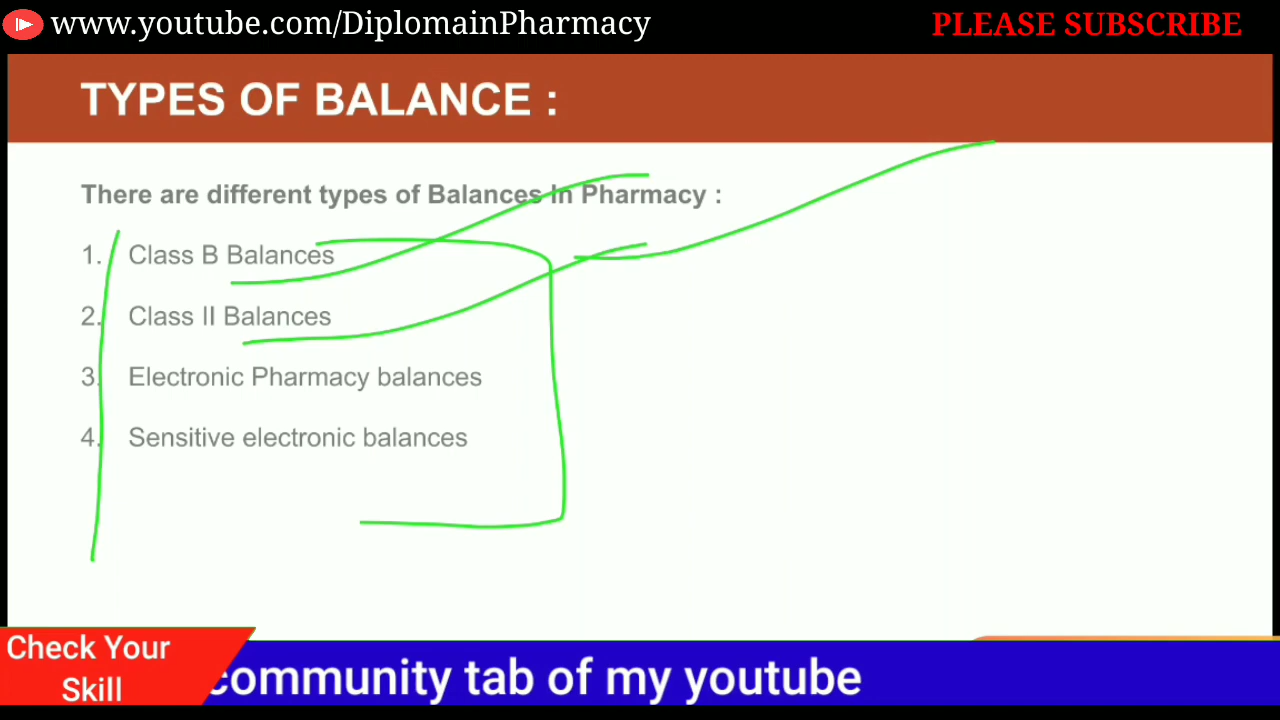 www.youtube.com/DiplomainPharmacy
PLEASE SUBSCRIBE
TYPES OF BALANCE :
There are different types of Balances In Pharmacy :
1. Class B Balances
2. Class II Balances
3. Electronic Pharmacy balances
4. Sensitive electronic balances
Check Your
Skill
community tab of my youtube